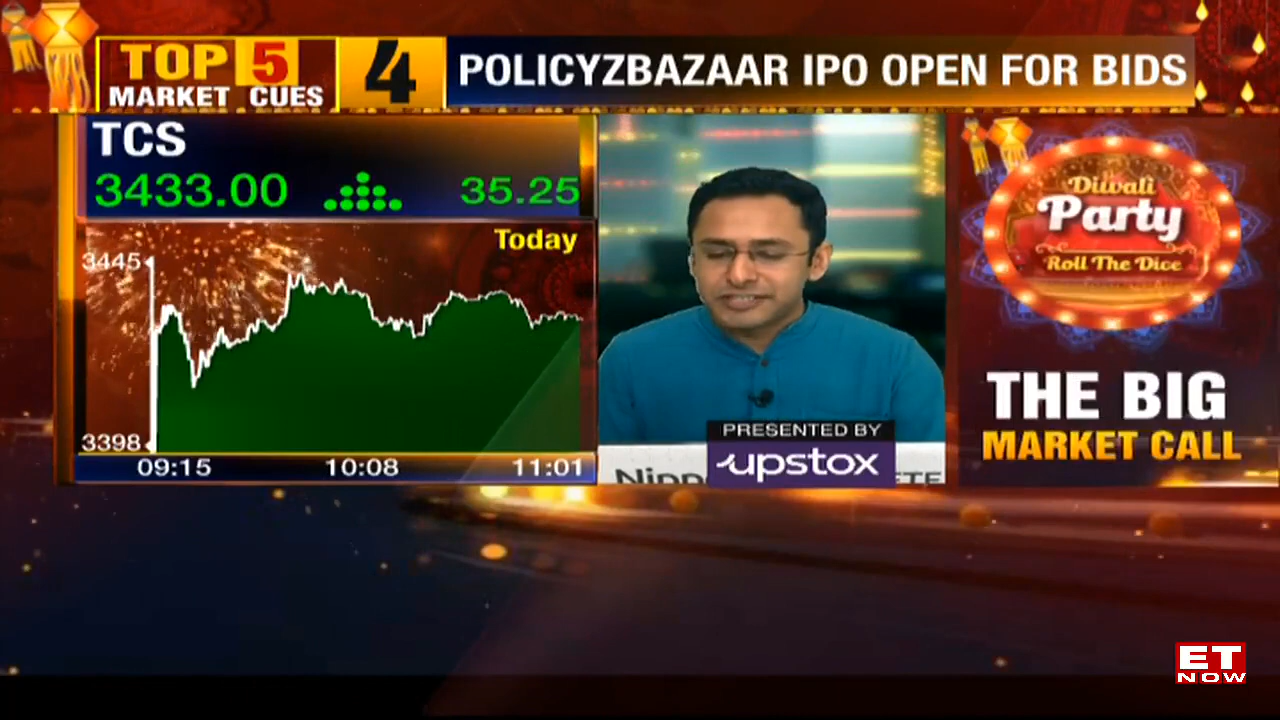 TOP 5
MARKET CUES
4
POLICYZBAZAAR IPO OPEN FOR BIDS
TCS
3433.00
35.25
Today
3445
3398
09:15
10:08
11:01
PRESENTED BY
upstox
Diwali
Party
Roll The Dice
THE BIG
MARKET CALL
ET
NOW